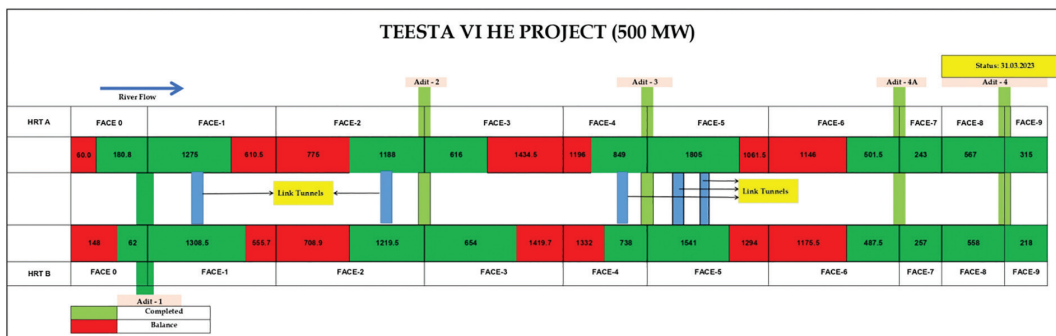 TEESTA VI HE PROJECT (500 MW)
Status: 31.03.2023
Adit - 2 Adit - 3 Adit - 4A Adit - 4
River Flow
HRT A FACE 0 FACE-1 FACE-2 FACE-3 FACE-4 FACE-5 FACE-6 FACE-7 FACE-8 FACE-9
60.0 180.8 1275 610.5 775 1188 616 1434.5 1196 849 1805 1061.5 1146 501.5 243 567 315
Link Tunnels Link Tunnels
148 62 1308.5 555.7 708.9 1219.5 654 1419.7 1332 738 1541 1294 1175.5 487.5 257 558 218
HRT B FACE 0 FACE-1 FACE-2 FACE-3 FACE-4 FACE-5 FACE-6 FACE-7 FACE-8 FACE-9
Adit - 1
Completed
Balance